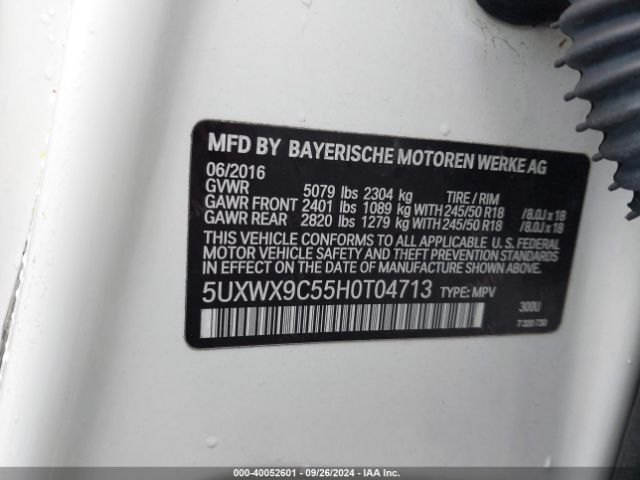 MFD BY BAYERISCHE MOTOREN WERKE AG
06/2016
GVWR 5079 lbs 2304 kg TIRE / RIM
GAWR FRONT 2401 lbs 1089 kg WITH 245/50 R18 /8.0J x 18
GAWR REAR 2820 lbs 1279 kg WITH 245/50 R18 /8.0J x 18
THIS VEHICLE CONFORMS TO ALL APPLICABLE U. S. FEDERAL
MOTOR VEHICLE SAFETY AND THEFT PREVENTION STANDARDS
IN EFFECT ON THE DATE OF MANUFACTURE SHOWN ABOVE.
5UXWX9C55H0T04713 TYPE: MPV
300U
7 320 730
000-40052601 - 09/26/2024 - IAA Inc.